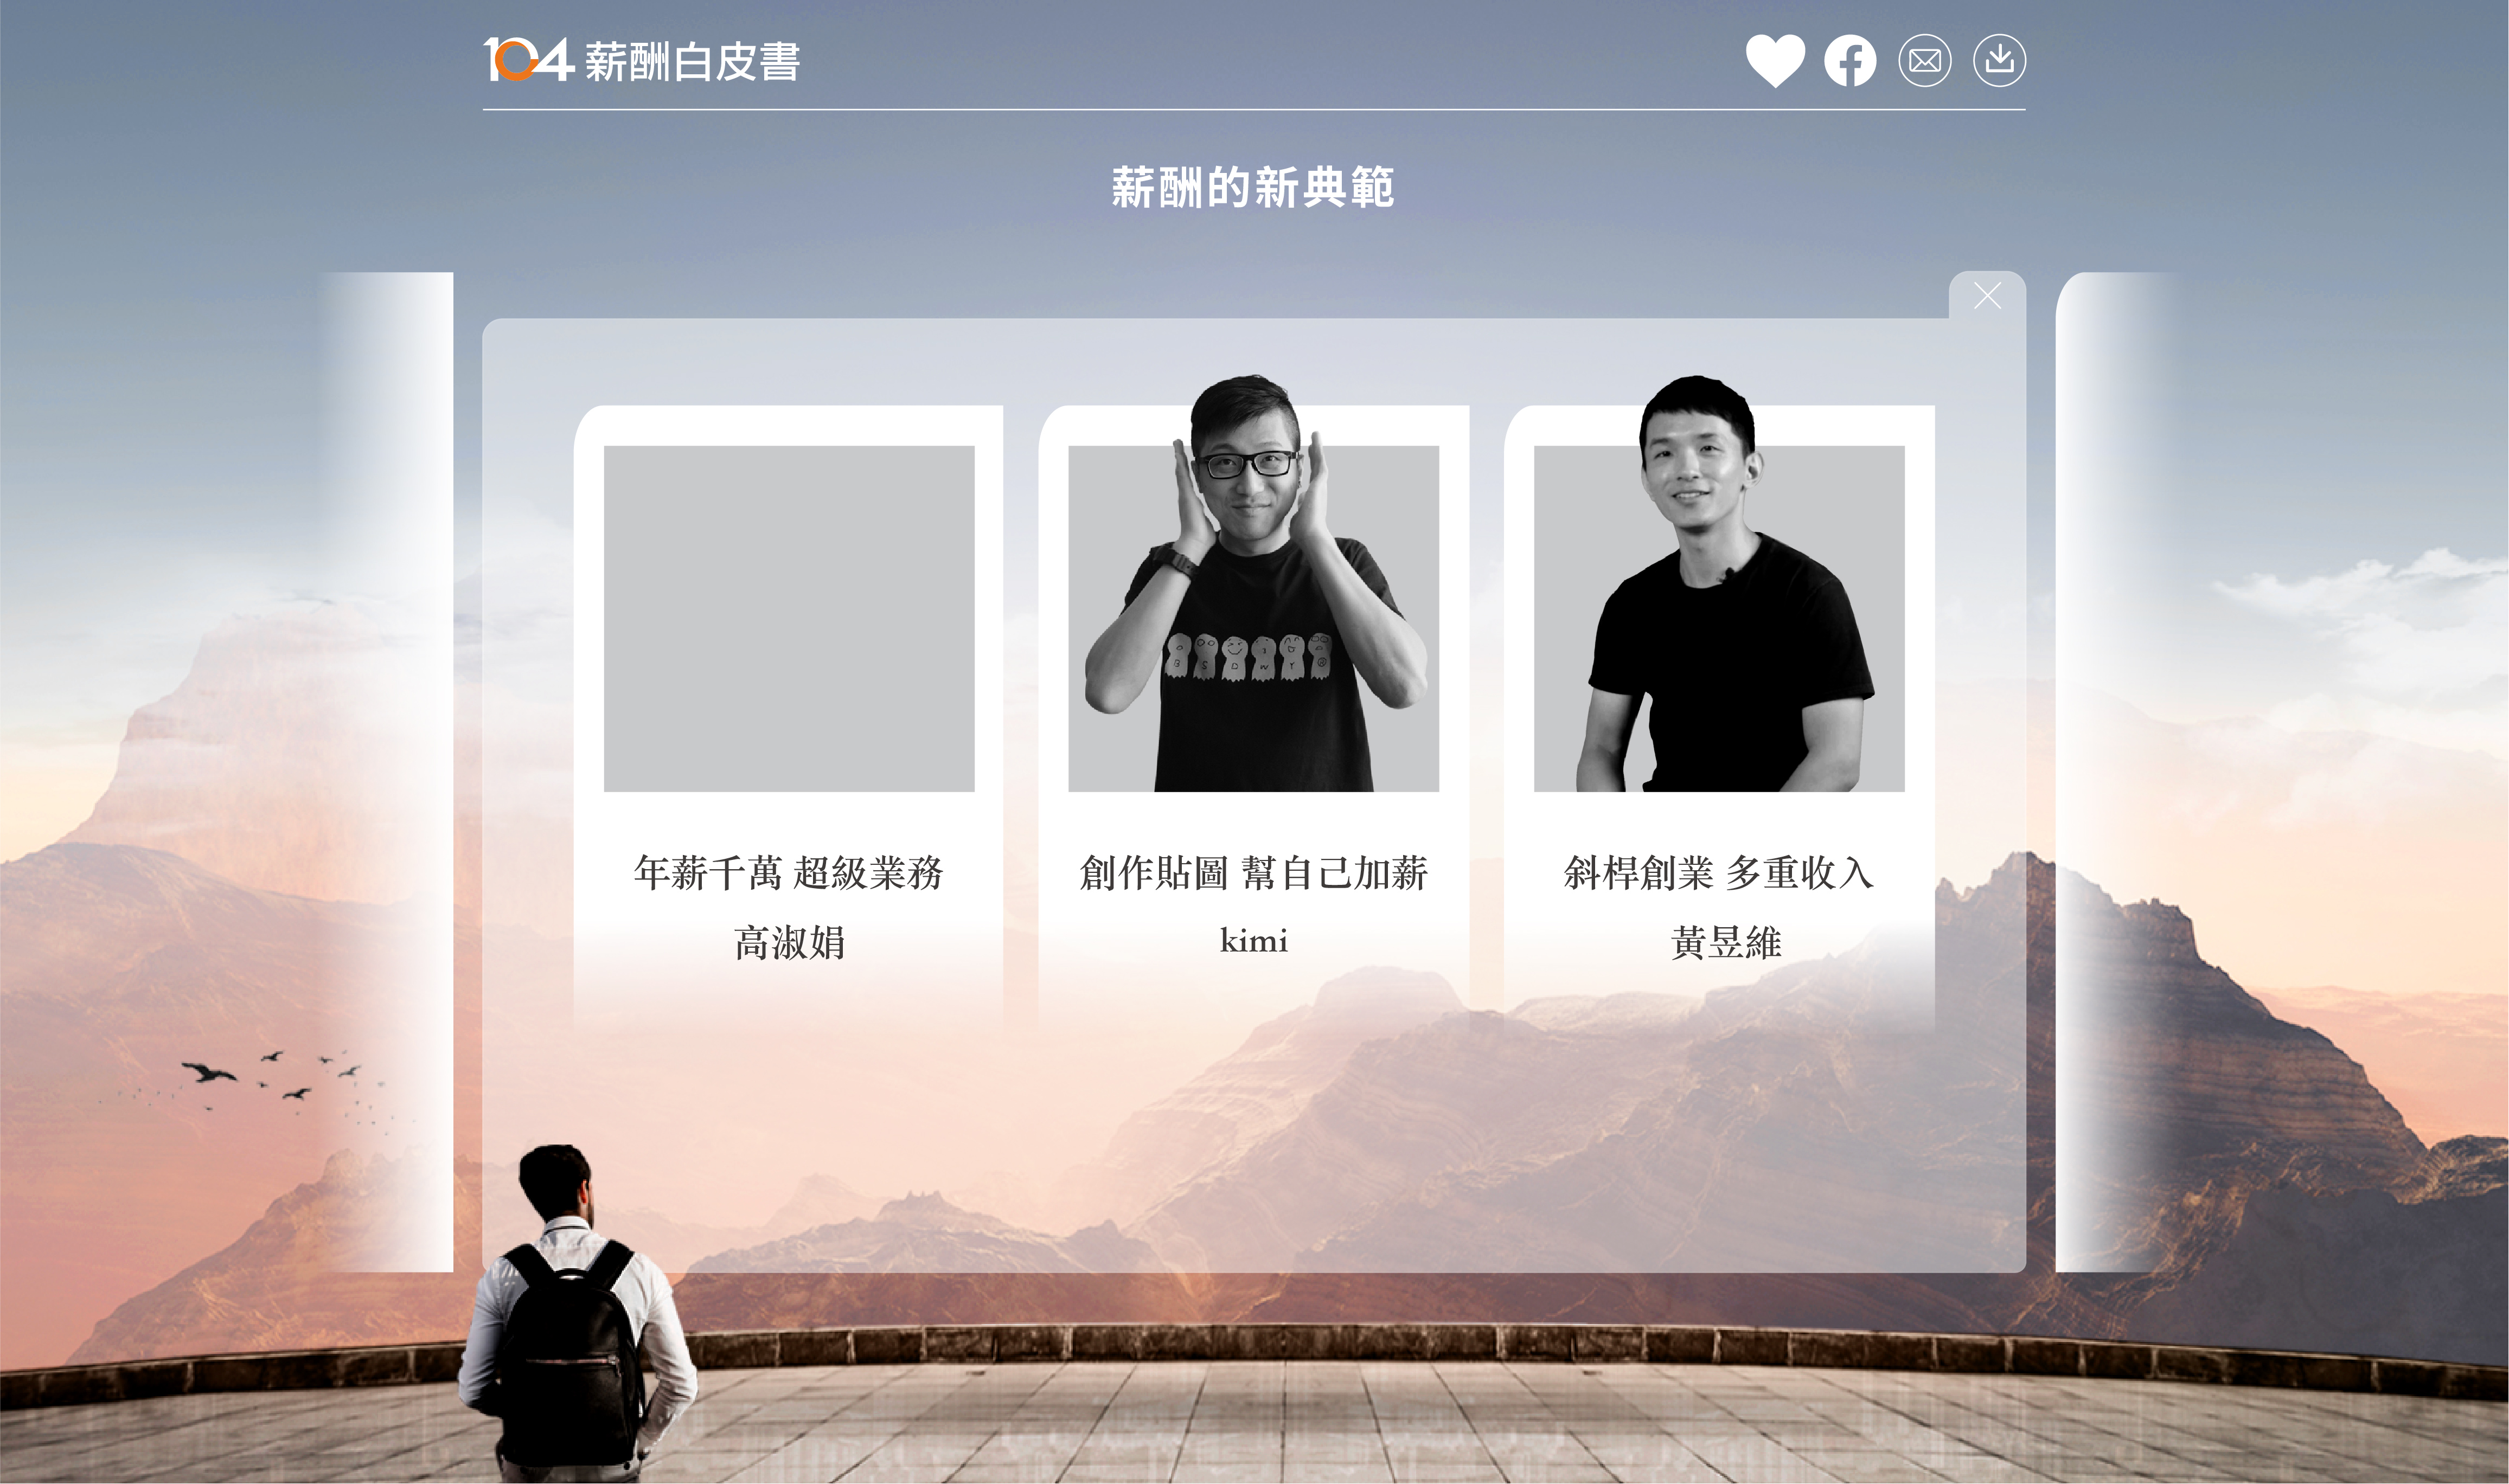 104 薪酬白皮書
薪酬的新典範
年薪千萬 超級業務
高淑娟
創作貼圖 幫自己加薪
kimi
斜桿創業 多重收入
黃昱維